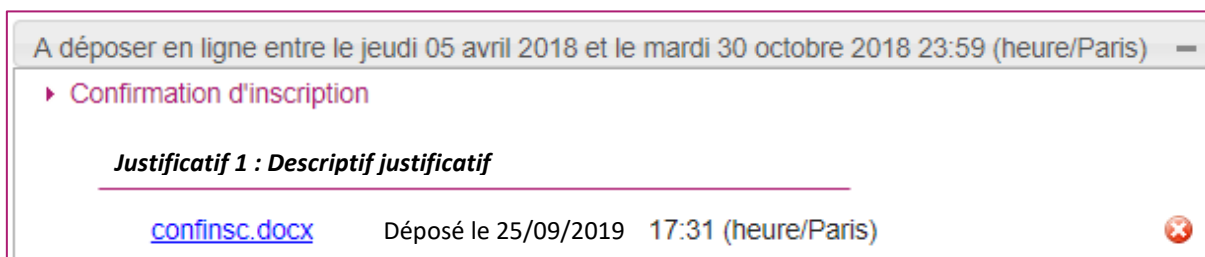 A déposer en ligne entre le jeudi 05 avril 2018 et le mardi 30 octobre 2018 23:59 (heure/Paris)
Confirmation d'inscription
Justificatif 1 : Descriptif justificatif
confinsc.docx Déposé le 25/09/2019 17:31 (heure/Paris)